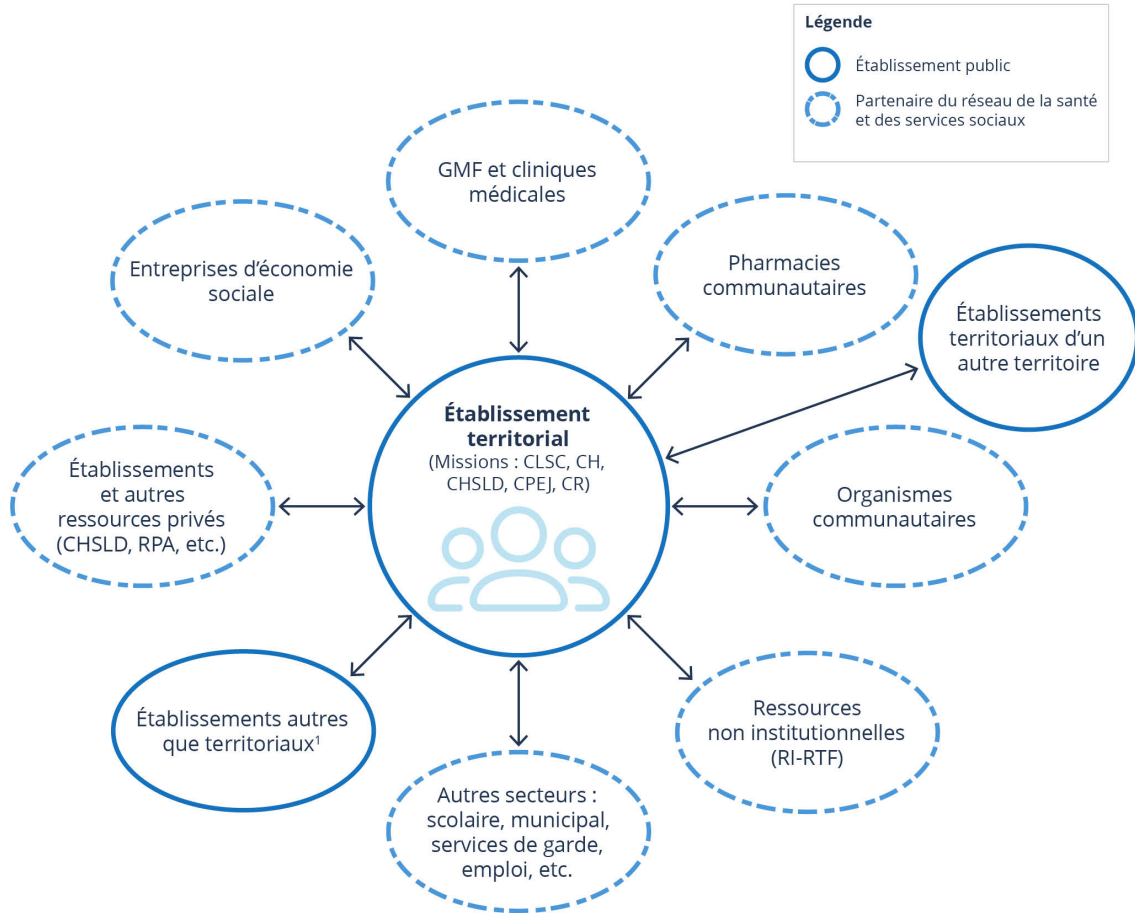 Légende
Établissement public
Partenaire du réseau de la santé
et des services sociaux
GMF et cliniques
médicales
Entreprises d'économie
sociale
Pharmacies
communautaires
Établissements
territoriaux d'un
autre territoire
Établissement
territorial
(Missions : CLSC, CH,
CHSLD, CPEJ, CR)
Établissements
et autres
ressources privés
(CHSLD, RPA, etc.)
Organismes
communautaires
Établissements autres
que territoriaux¹
Ressources
non institutionnelles
(RI-RTF)
Autres secteurs :
scolaire, municipal,
services de garde,
emploi, etc.